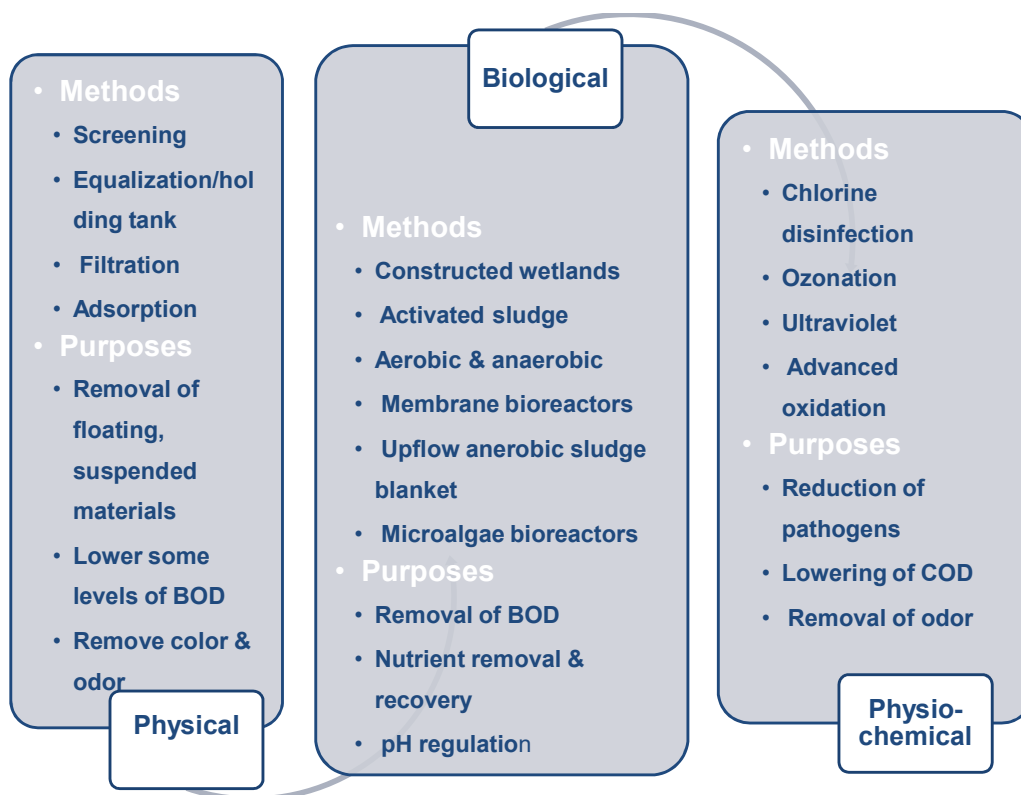 • Methods
• Screening
• Equalization/hol
ding tank
• Filtration
• Adsorption
• Purposes
• Removal of
floating,
suspended
materials
• Lower some
levels of BOD
• Remove color &
odor
Physical
Biological
• Methods
• Constructed wetlands
• Activated sludge
• Aerobic & anaerobic
• Membrane bioreactors
• Upflow anerobic sludge
blanket
• Microalgae bioreactors
• Purposes
• Removal of BOD
• Nutrient removal &
recovery
• pH regulation
• Methods
• Chlorine
disinfection
• Ozonation
• Ultraviolet
• Advanced
oxidation
• Purposes
• Reduction of
pathogens
• Lowering of COD
• Removal of odor
Physio-
chemical